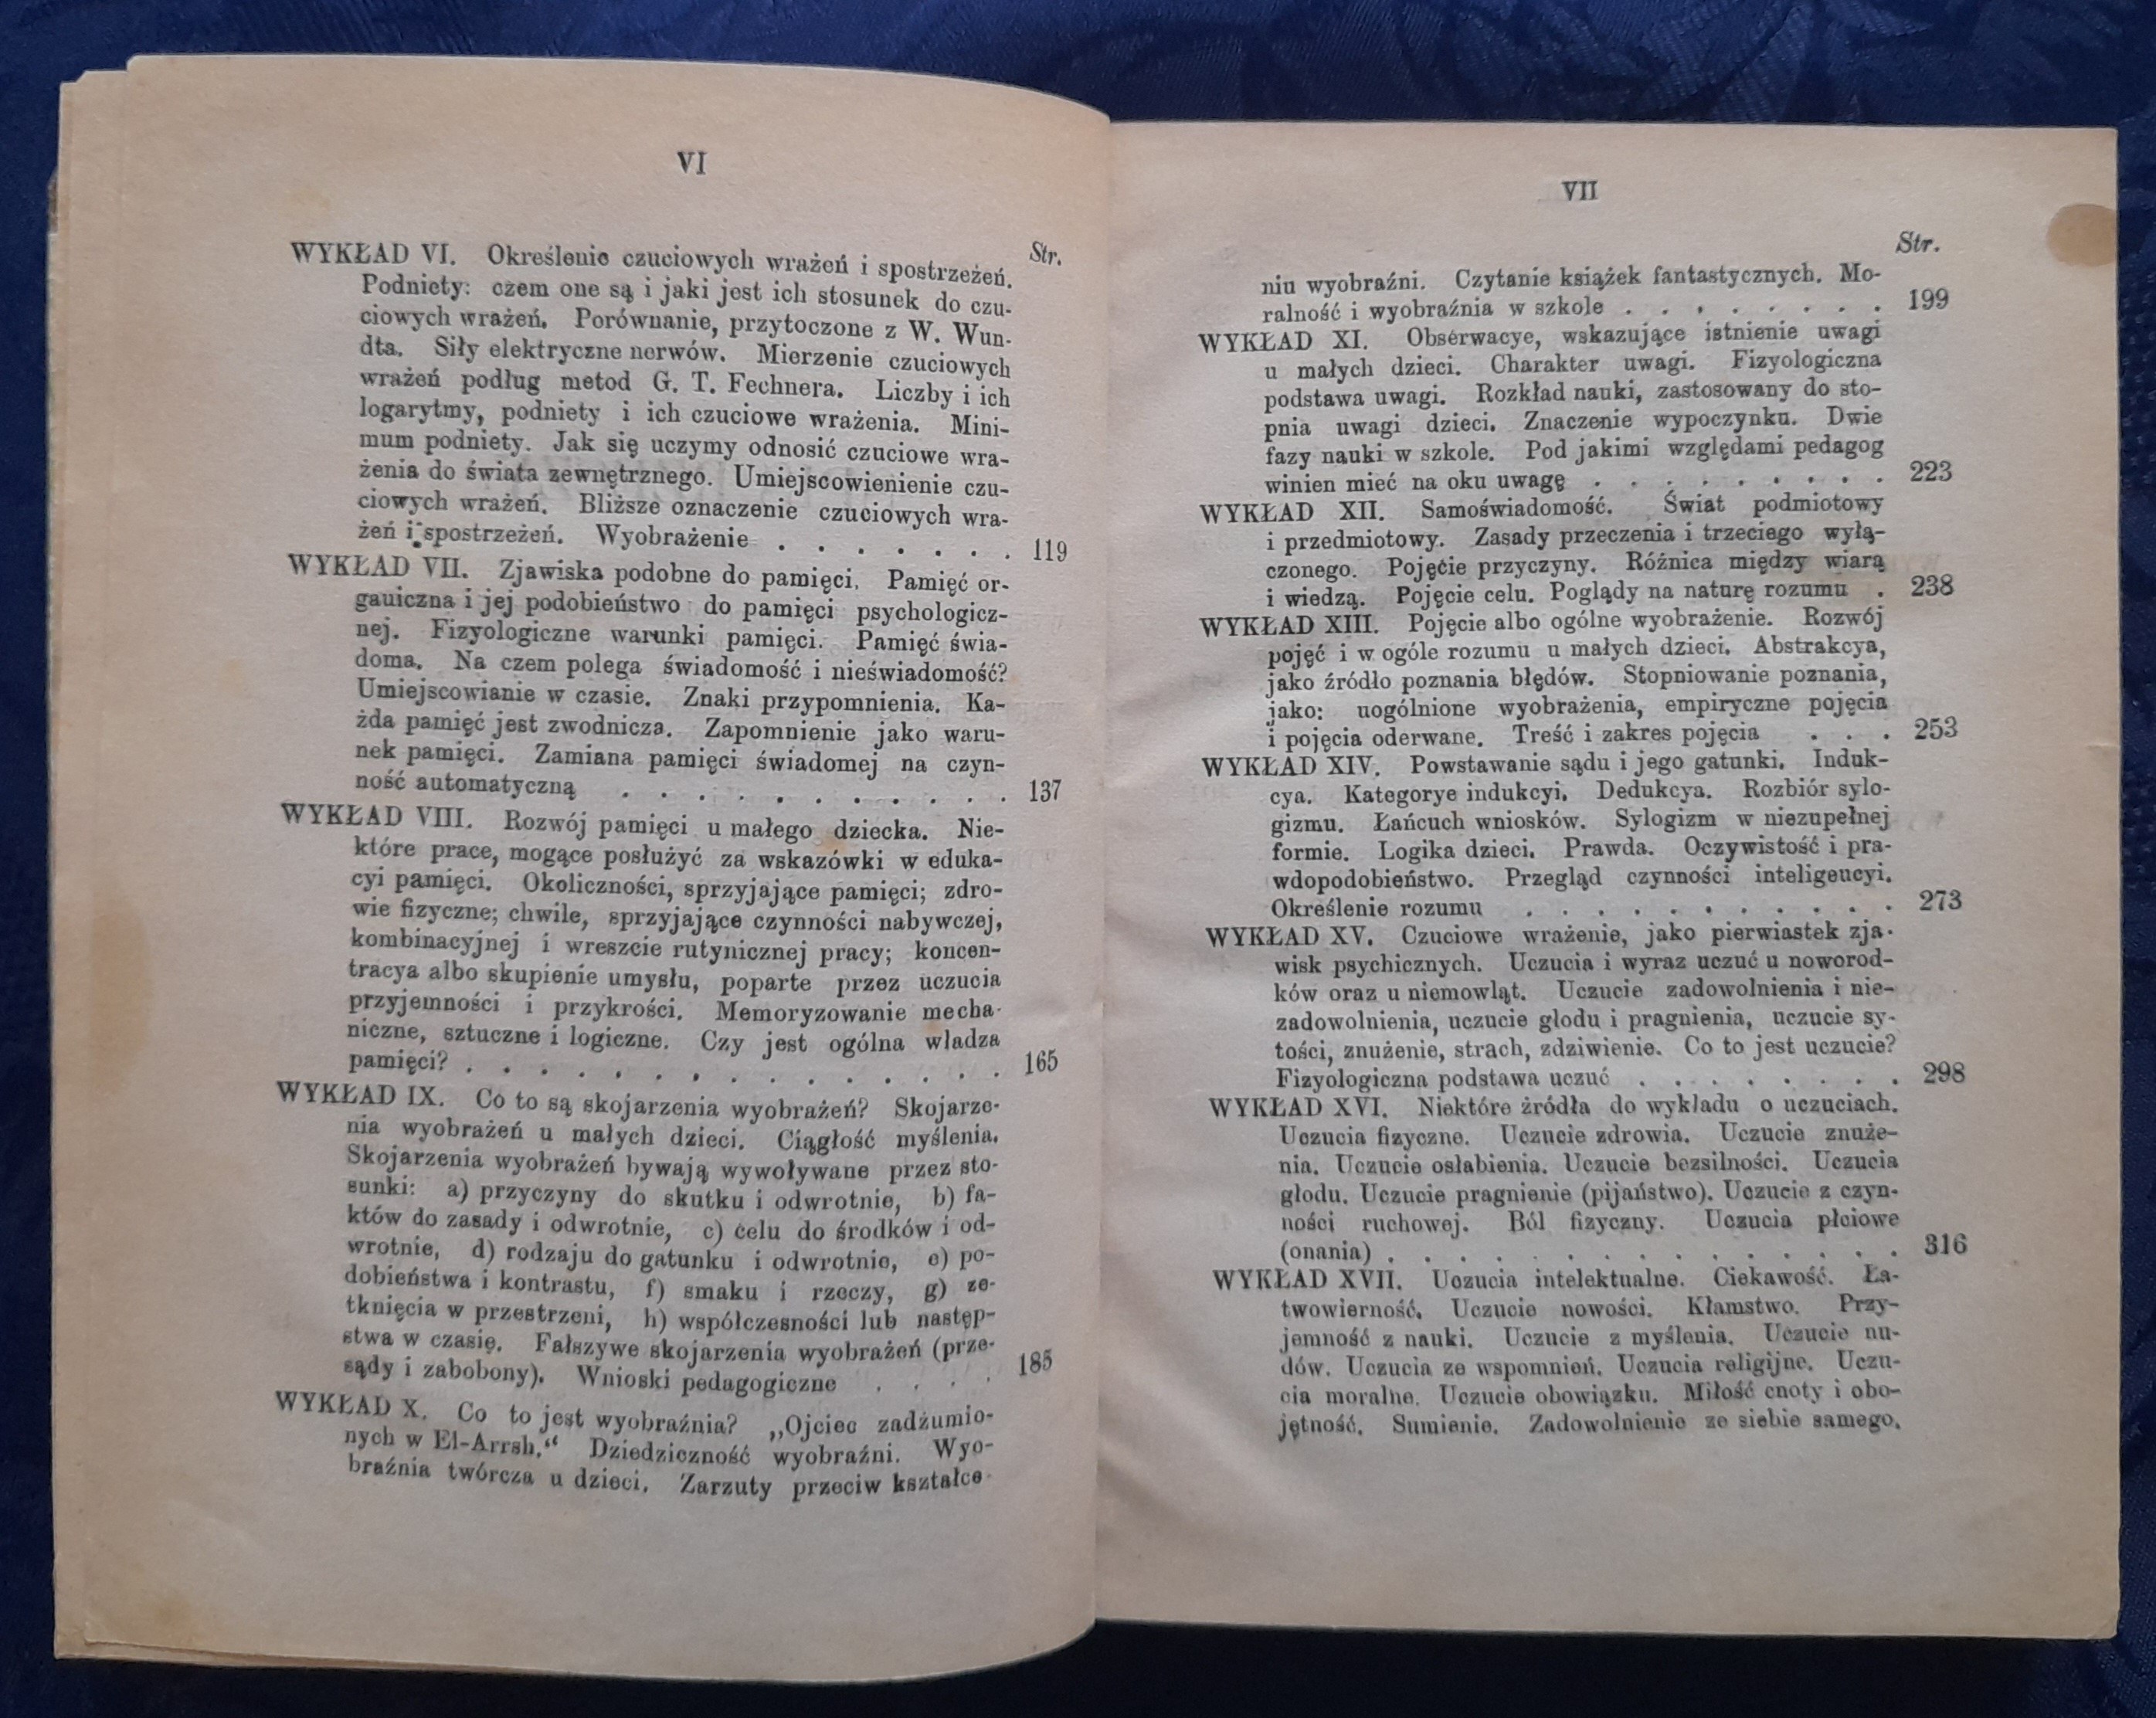 VI
Str.
WYKŁAD VI. Określenie czuciowych wrażeń i spostrzeżeń.
Podniety: czem one są i jaki jest ich stosunek do czu-
ciowych wrażeń. Porównanie, przytoczone z W. Wun-
dta. Siły elektryczne nerwów. Mierzenie czuciowych
wrażeń podług metod G. T. Fechnera. Liczby i ich
logarytmy, podniety i ich czuciowe wrażenia. Mini-
mum podniety. Jak się uczymy odnosić czuciowe wra-
żenia do świata zewnętrznego. Umiejscowienienie czu-
ciowych wrażeń. Bliższe oznaczenie czuciowych wra-
żeń i spostrzeżeń. Wyobrażenie . . . . . . . 119
WYKŁAD VII. Zjawiska podobne do pamięci. Pamięć or-
gauiczna i jej podobieństwo do pamięci psychologicz-
nej. Fizyologiczne warunki pamięci. Pamięć świa-
doma. Na czem polega świadomość i nieświadomość?
Umiejscowianie w czasie. Znaki przypomnienia. Ka-
żda pamięć jest zwodnicza. Zapomnienie jako waru-
nek pamięci. Zamiana pamięci świadomej na czyn-
ność automatyczną . . . . . . . . . . . 137
WYKŁAD VIII. Rozwój pamięci u małego dziecka. Nie-
które prace, mogące posłużyć za wskazówki w eduka-
cyi pamięci. Okoliczności, sprzyjające pamięci; zdro-
wie fizyczne; chwile, sprzyjające czynności nabywczej,
kombinacyjnej i wreszcie rutynicznej pracy; koncen-
tracya albo skupienie umysłu, poparte przez uczucia
przyjemności i przykrości. Memoryzowanie mecha-
niczne, sztuczne i logiczne. Czy jest ogólna władza
pamięci? . . . . . . . . . . . . . . . 165
WYKŁAD IX. Co to są skojarzenia wyobrażeń? Skojarze-
nia wyobrażeń u małych dzieci. Ciągłość myślenia.
Skojarzenia wyobrażeń bywają wywoływane przez sto-
sunki: a) przyczyny do skutku i odwrotnie, b) fa-
któw do zasady i odwrotnie, c) celu do środków i od-
wrotnie, d) rodzaju do gatunku i odwrotnie, e) po-
dobieństwa i kontrastu, f) smaku i rzeczy, g) ze-
tknięcia w przestrzeni, h) współczesności lub następ-
stwa w czasie. Fałszywe skojarzenia wyobrażeń (prze-
sądy i zabobony). Wnioski pedagogiczne . . . . 185
WYKŁAD X. Co to jest wyobraźnia? „Ojciec zadżumio-
nych w El-Arrsh.“ Dziedziczność wyobraźni. Wyo-
braźnia twórcza u dzieci. Zarzuty przeciw kształce-
VII
Str.
niu wyobraźni. Czytanie książek fantastycznych. Mo-
ralność i wyobraźnia w szkole . . . . . . . . 199
WYKŁAD XI. Obserwacye, wskazujące istnienie uwagi
u małych dzieci. Charakter uwagi. Fizyologiczna
podstawa uwagi. Rozkład nauki, zastosowany do sto-
pnia uwagi dzieci. Znaczenie wypoczynku. Dwie
fazy nauki w szkole. Pod jakimi względami pedagog
winien mieć na oku uwagę . . . . . . . . . 223
WYKŁAD XII. Samoświadomość. Świat podmiotowy
i przedmiotowy. Zasady przeczenia i trzeciego wyłą-
czonego. Pojęcie przyczyny. Różnica między wiarą
i wiedzą. Pojęcie celu. Poglądy na naturę rozumu . 238
WYKŁAD XIII. Pojęcie albo ogólne wyobrażenie. Rozwój
pojęć i w ogóle rozumu u małych dzieci. Abstrakcya,
jako źródło poznania błędów. Stopniowanie poznania,
jako: uogólnione wyobrażenia, empiryczne pojęcia
i pojęcia oderwane. Treść i zakres pojęcia . . . 253
WYKŁAD XIV. Powstawanie sądu i jego gatunki. Induk-
cya. Kategorye indukcyi. Dedukcya. Rozbiór sylo-
gizmu. Łańcuch wniosków. Sylogizm w niezupełnej
formie. Logika dzieci. Prawda. Oczywistość i pra-
wdopodobieństwo. Przegląd czynności inteligeucyi.
Określenie rozumu . . . . . . . . . . . 273
WYKŁAD XV. Czuciowe wrażenie, jako pierwiastek zja-
wisk psychicznych. Uczucia i wyraz uczuć u noworod-
ków oraz u niemowląt. Uczucie zadowolnienia i nie-
zadowolnienia, uczucie głodu i pragnienia, uczucie sy-
tości, znużenie, strach, zdziwienie. Co to jest uczucie?
Fizyologiczna podstawa uczuć . . . . . . . . 298
WYKŁAD XVI. Niektóre źródła do wykładu o uczuciach.
Uczucia fizyczne. Uczucie zdrowia. Uczucie znuże-
nia. Uczucie osłabienia. Uczucie bezsilności. Uczucia
głodu. Uczucie pragnienie (pijaństwo). Uczucie z czyn-
ności ruchowej. Ból fizyczny. Uczucia płciowe
(onania) . . . . . . . . . . . . . . . 316
WYKŁAD XVII. Uczucia intelektualne. Ciekawość. Ła-
twowierność. Uczucie nowości. Kłamstwo. Przy-
jemność z nauki. Uczucie z myślenia. Uczucie nu-
dów. Uczucia ze wspomnień. Uczucia religijne. Uczu-
cia moralne. Uczucie obowiązku. Miłość cnoty i obo-
jętność. Sumienie. Zadowolnienie ze siebie samego.